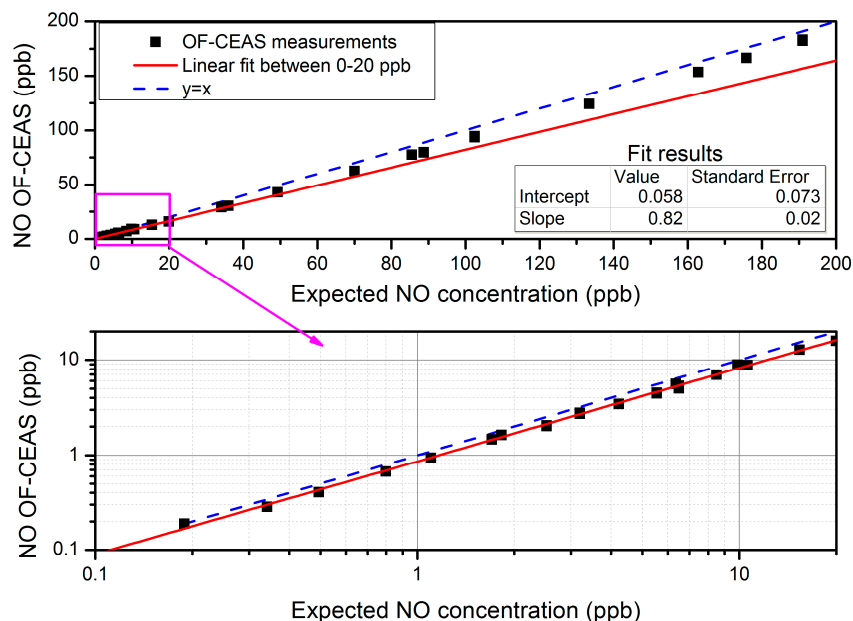 200
150
100
50
0
NO OF-CEAS (ppb)
OF-CEAS measurements
Linear fit between 0-20 ppb
y=x
Fit results
Value Standard Error
Intercept 0.058 0.073
Slope 0.82 0.02
0 20 40 60 80 100 120 140 160 180 200
Expected NO concentration (ppb)
10
1
0.1
NO OF-CEAS (ppb)
0.1 1 10
Expected NO concentration (ppb)